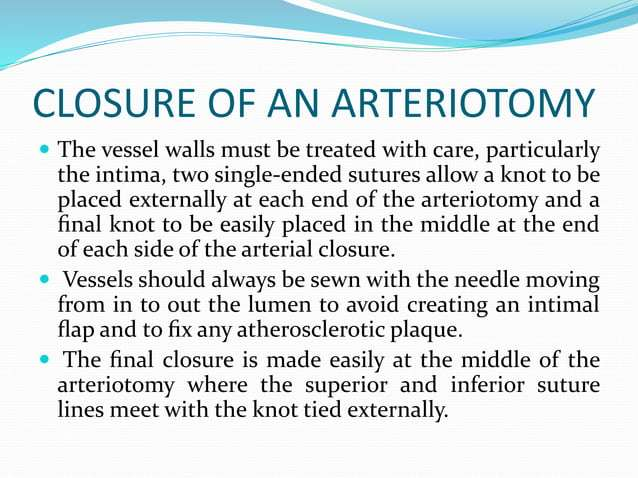 CLOSURE OF AN ARTERIOTOMY
• The vessel walls must be treated with care, particularly
the intima, two single-ended sutures allow a knot to be
placed externally at each end of the arteriotomy and a
final knot to be easily placed in the middle at the end
of each side of the arterial closure.
• Vessels should always be sewn with the needle moving
from in to out the lumen to avoid creating an intimal
flap and to fix any atherosclerotic plaque.
• The final closure is made easily at the middle of the
arteriotomy where the superior and inferior suture
lines meet with the knot tied externally.